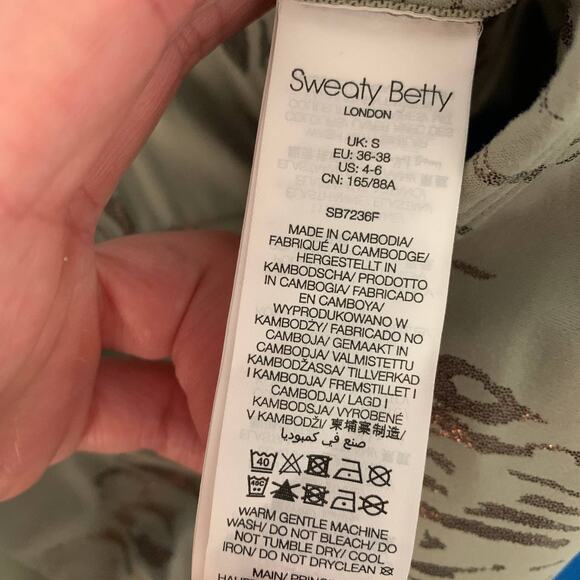 Sweaty Betty
LONDON
UK: S
EU: 36-38
US: 4-6
CN: 165/88A
SB7236F
MADE IN CAMBODIA/
FABRIQUÉ AU CAMBODGE/
HERGESTELLT IN
KAMBODSCHA/ PRODOTTO
IN CAMBOGIA/ FABRICADO
EN CAMBOYA/
WYPRODUKOWANO W
KAMBODŻY/ FABRICADO NO
CAMBOJA/ GEMAAKT IN
CAMBODJA/ VALMISTETTU
KAMBODŽASSA/ TILLVERKAD
I KAMBODJA/ FREMSTILLET I
CAMBODJA/ LAGD I
KAMBODSJA/ VYROBENÉ
V KAMBODŽI/ 柬埔寨制造/
صنع في كمبوديا
40
40C
WARM GENTLE MACHINE
WASH/ DO NOT BLEACH/ DO
NOT TUMBLE DRY/ COOL
IRON/ DO NOT DRYCLEAN
MAIN/